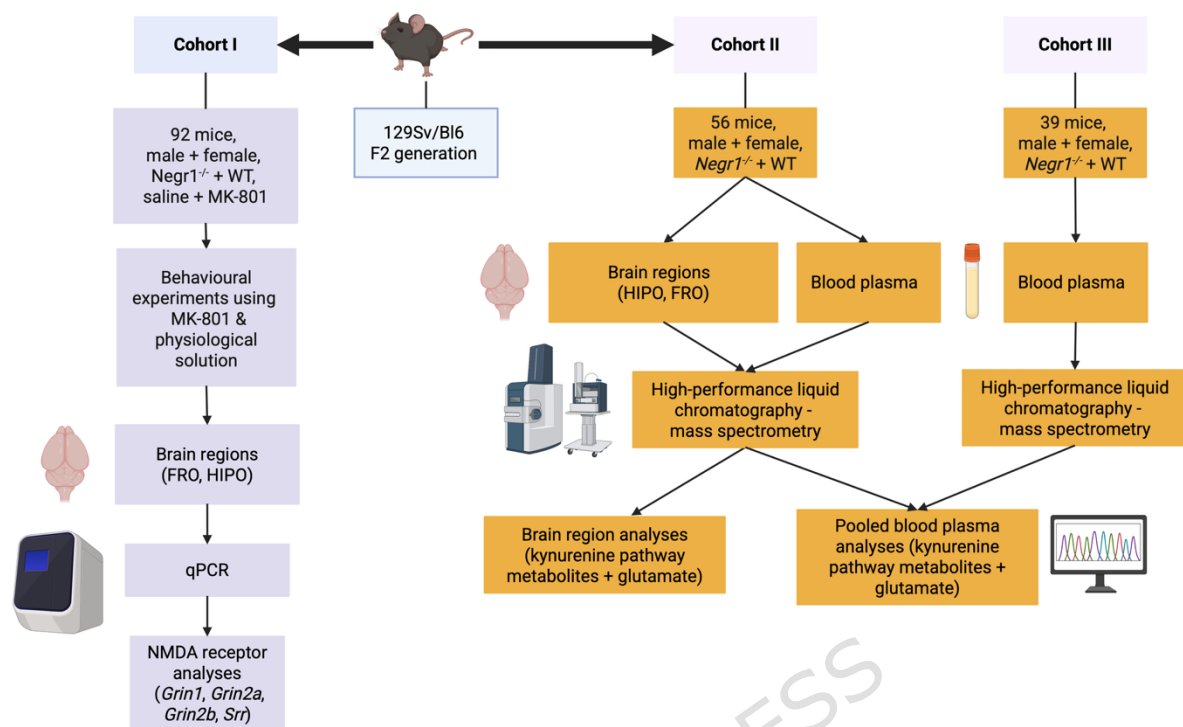 Cohort I
Cohort II
Cohort III
129Sv/Bl6
F2 generation
92 mice,
male + female,
Negr1-/- + WT,
saline + MK-801
Behavioural
experiments using
MK-801 &
physiological
solution
Brain regions
(FRO, HIPO)
qPCR
NMDA receptor
analyses
(Grin1, Grin2a,
Grin2b, Srr)
56 mice,
male + female,
Negr1-/- + WT
Brain regions
(HIPO, FRO)
Blood plasma
High-performance liquid
chromatography -
mass spectrometry
Brain region analyses
(kynurenine pathway
metabolites + glutamate)
39 mice,
male + female,
Negr1-/- + WT
Blood plasma
High-performance liquid
chromatography -
mass spectrometry
Pooled blood plasma
analyses (kynurenine
pathway metabolites +
glutamate)
ESS